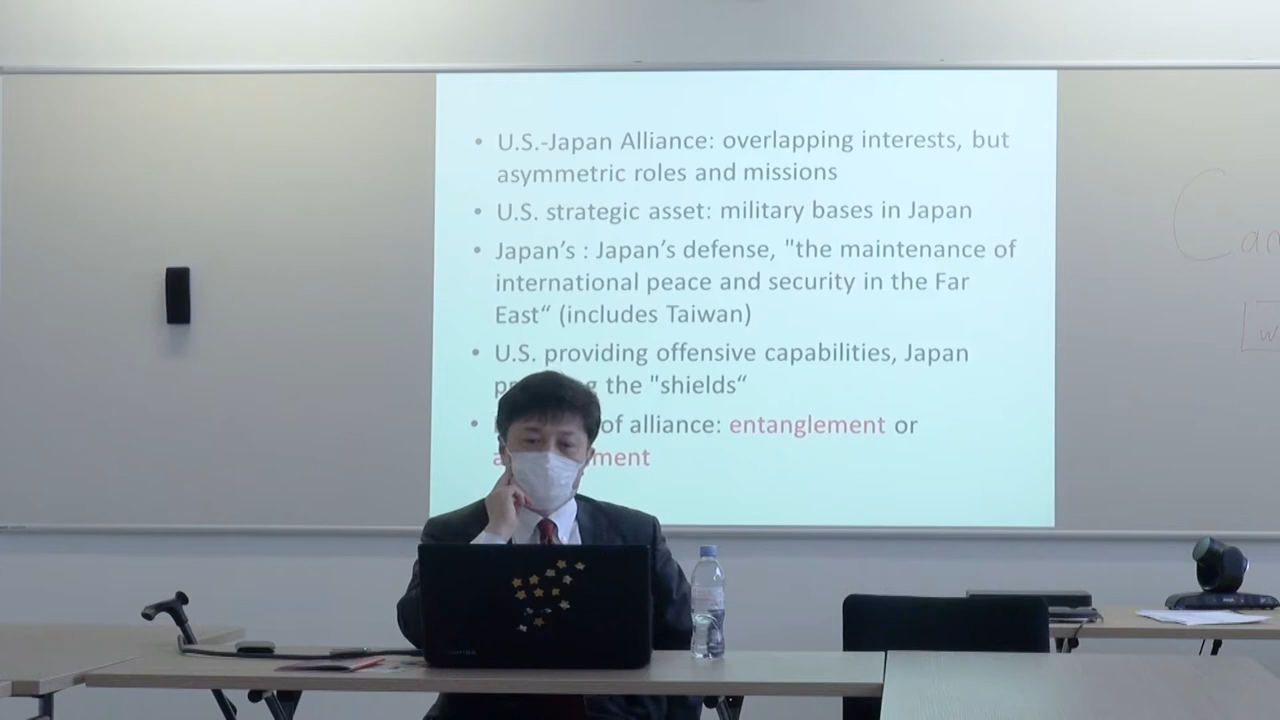 • U.S.-Japan Alliance: overlapping interests, but
asymmetric roles and missions
• U.S. strategic asset: military bases in Japan
• Japan’s : Japan’s defense, "the maintenance of
international peace and security in the Far
East“ (includes Taiwan)
• U.S. providing offensive capabilities, Japan
the "shields“
• of alliance: entanglement or